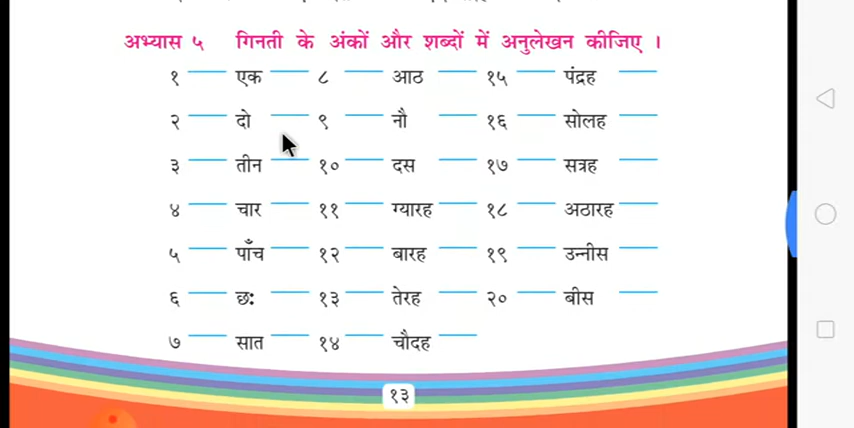 अभ्यास ५ गिनती के अंकों और शब्दों में अनुलेखन कीजिए ।
१ एक ८ आठ १५ पंद्रह
२ दो ९ नौ १६ सोलह
३ तीन १० दस १७ सत्रह
४ चार ११ ग्यारह १८ अठारह
५ पाँच १२ बारह १९ उन्नीस
६ छः १३ तेरह २० बीस
७ सात १४ चौदह
१३